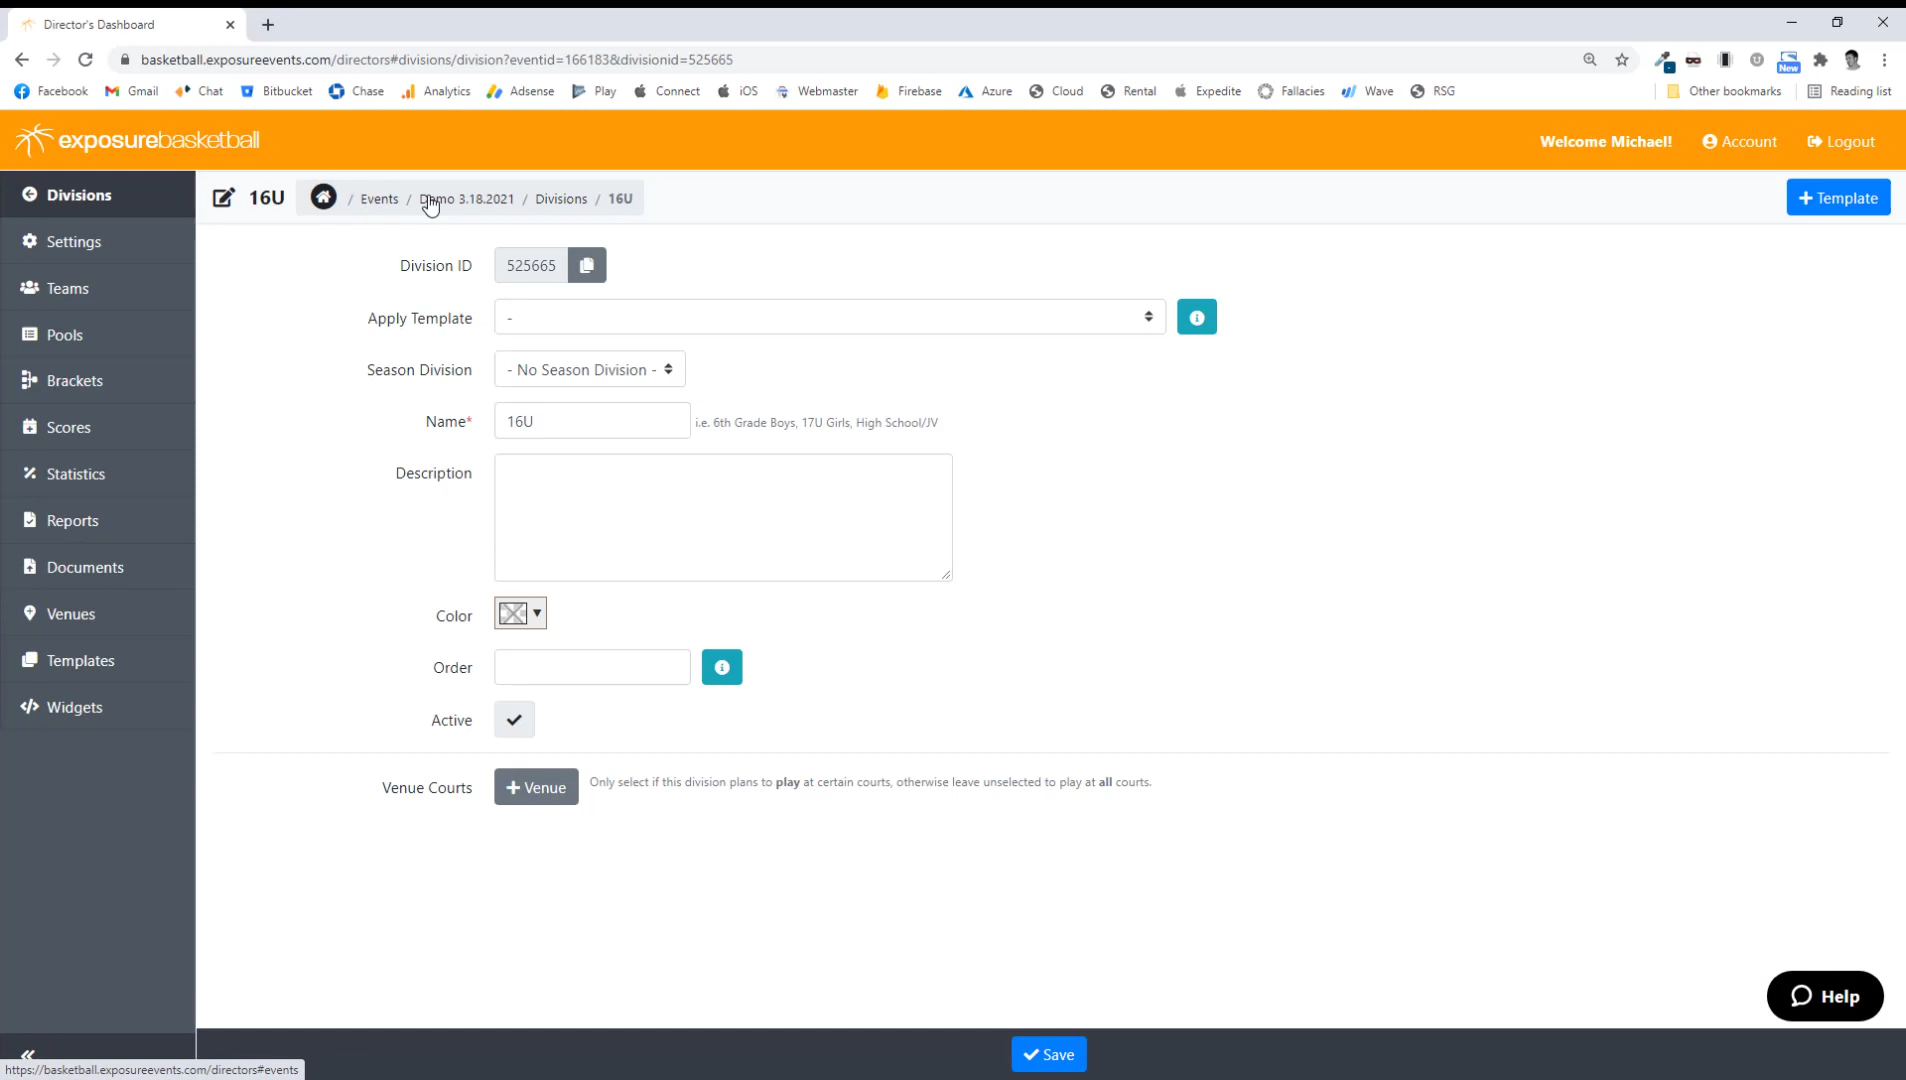 Director's Dashboard
basketball.exposureevents.com/directors#divisions/division?eventid=166183&divisionid=525665
Facebook Gmail Chat Bitbucket Chase Analytics Adsense Play Connect iOS Webmaster Firebase Azure Cloud Rental Expedite Fallacies Wave RSG Other bookmarks Reading list
New
exposurebasketball Welcome Michael! Account Logout
Divisions
Settings
Teams
Pools
Brackets
Scores
Statistics
Reports
Documents
Venues
Templates
Widgets
16U / Events / Demo 3.18.2021 / Divisions / 16U + Template
Division ID 525665
Apply Template -
Season Division - No Season Division -
Name* 16U i.e. 6th Grade Boys, 17U Girls, High School/JV
Description
Color
Order
Active
Venue Courts + Venue Only select if this division plans to play at certain courts, otherwise leave unselected to play at all courts.
Help
Save
https://basketball.exposureevents.com/directors#events